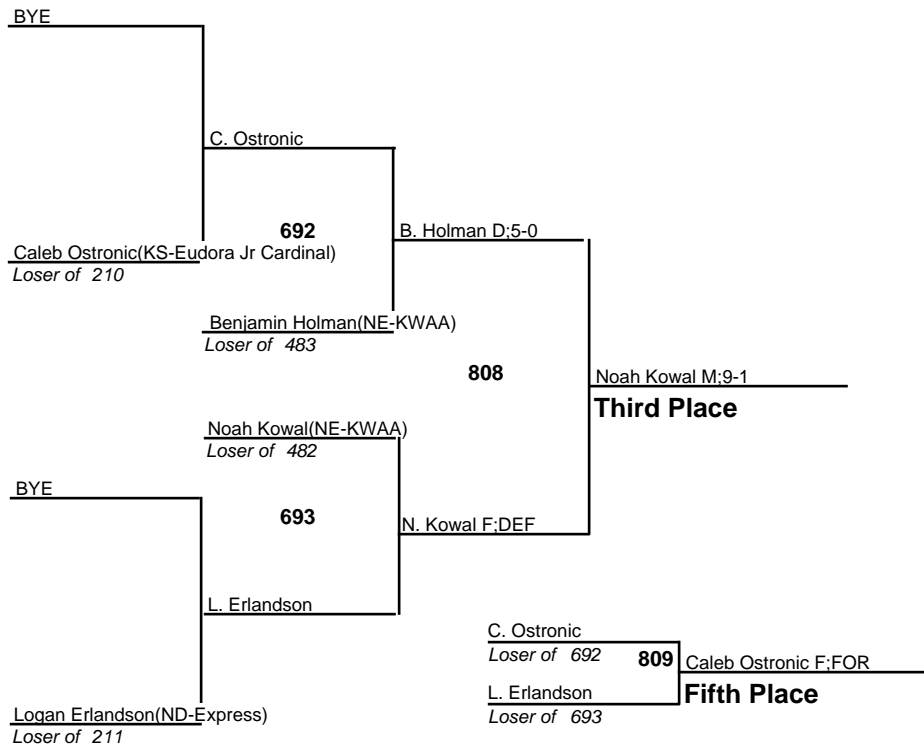 BYE
C. Ostronic
692
B. Holman D;5-0
Caleb Ostronic(KS-Eudora Jr Cardinal)
Loser of 210
Benjamin Holman(NE-KWAA)
Loser of 483
808
Noah Kowal M;9-1
Third Place
Noah Kowal(NE-KWAA)
Loser of 482
BYE
693
N. Kowal F;DEF
L. Erlandson
C. Ostronic
Loser of 692
809
Caleb Ostronic F;FOR
Fifth Place
L. Erlandson
Loser of 693
Logan Erlandson(ND-Express)
Loser of 211